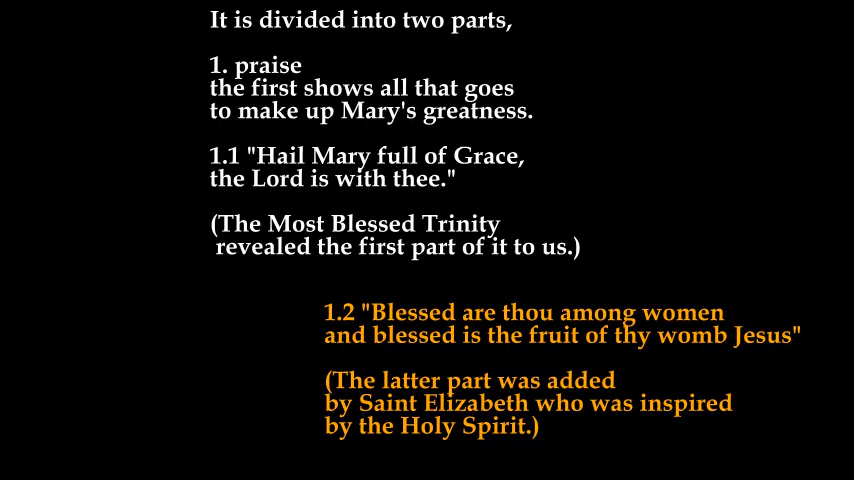 It is divided into two parts,
1. praise
the first shows all that goes
to make up Mary's greatness.
1.1 "Hail Mary full of Grace,
the Lord is with thee."
(The Most Blessed Trinity
revealed the first part of it to us.)
1.2 "Blessed are thou among women
and blessed is the fruit of thy womb Jesus"
(The latter part was added
by Saint Elizabeth who was inspired
by the Holy Spirit.)